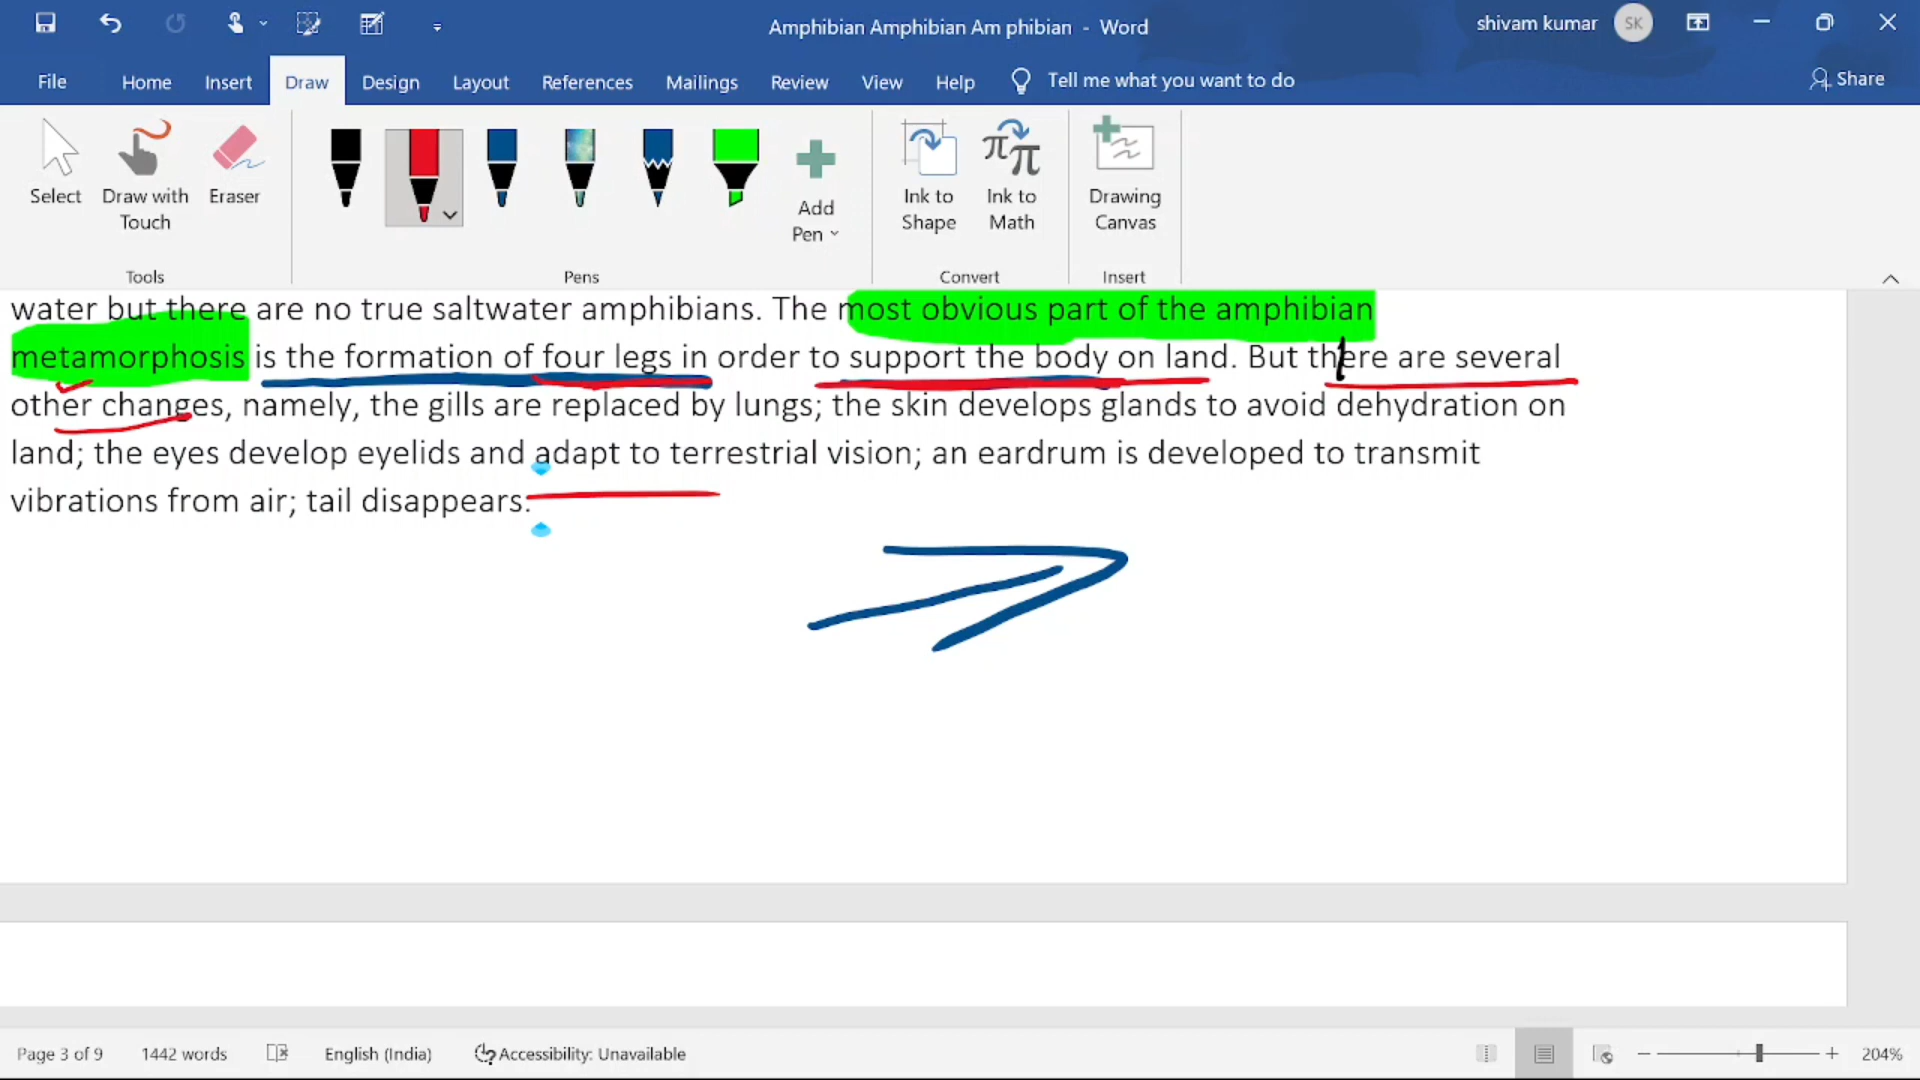 Amphibian Amphibian Am phibian - Word
shivam kumar
SK
File
Home
Insert
Draw
Design
Layout
References
Mailings
Review
View
Help
Tell me what you want to do
Share
Select
Draw with
Touch
Eraser
Add
Pen
Ink to
Shape
Ink to
Math
Drawing
Canvas
Tools
Pens
Convert
Insert
water but there are no true saltwater amphibians. The most obvious part of the amphibian
metamorphosis is the formation of four legs in order to support the body on land. But there are several
other changes, namely, the gills are replaced by lungs; the skin develops glands to avoid dehydration on
land; the eyes develop eyelids and adapt to terrestrial vision; an eardrum is developed to transmit
vibrations from air; tail disappears.
Page 3 of 9
1442 words
English (India)
Accessibility: Unavailable
204%